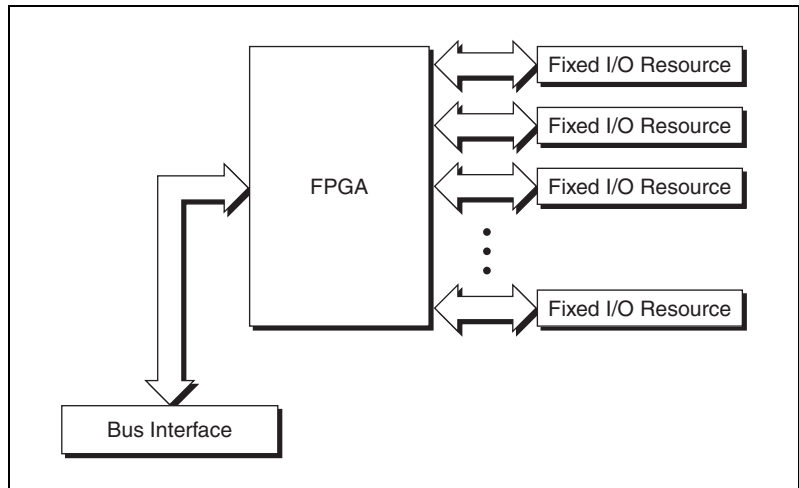 Fixed I/O Resource
Fixed I/O Resource
FPGA
Fixed I/O Resource
Fixed I/O Resource
Bus Interface